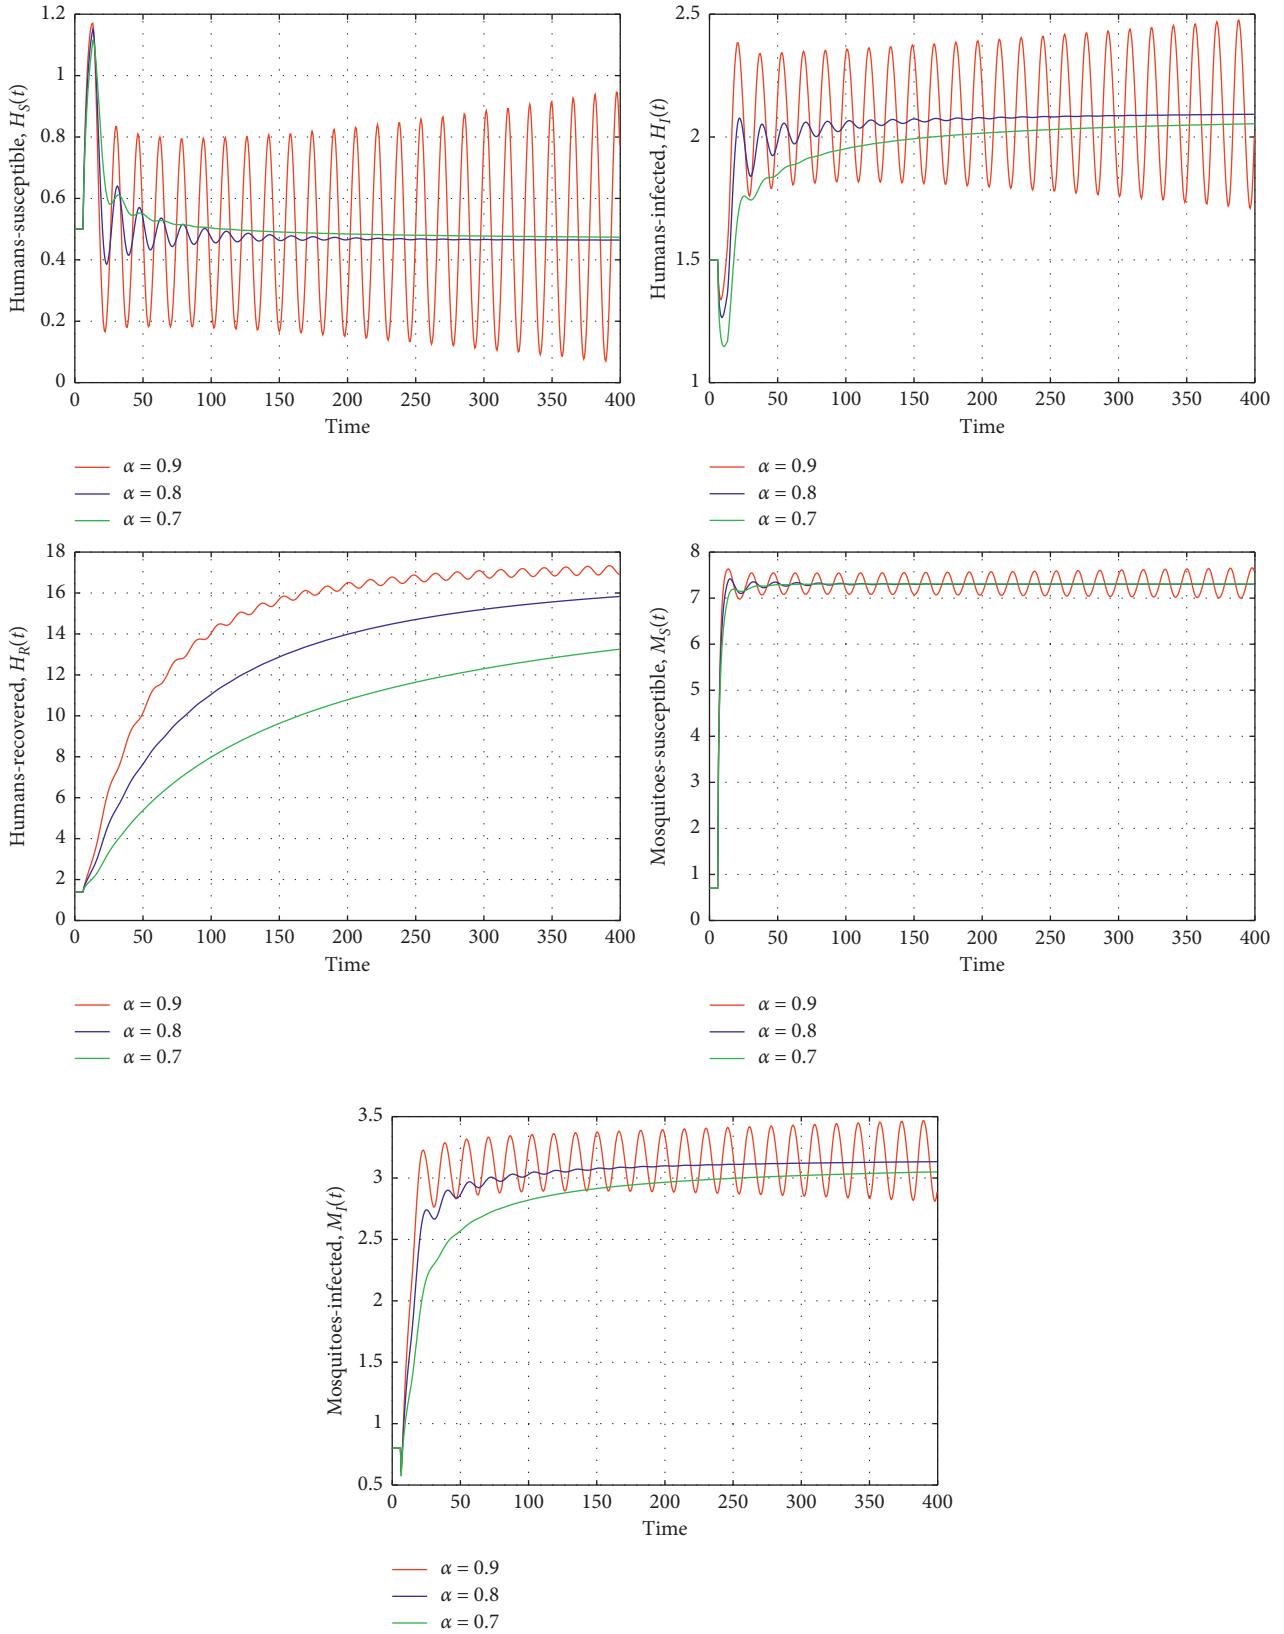 Humans-susceptible, H_S(t)
1.2
1
0.8
0.6
0.4
0.2
0
0 50 100 150 200 250 300 350 400
Time
α = 0.9
α = 0.8
α = 0.7
Humans-infected, H_I(t)
2.5
2
1.5
1
0 50 100 150 200 250 300 350 400
Time
α = 0.9
α = 0.8
α = 0.7
Humans-recovered, H_R(t)
18
16
14
12
10
8
6
4
2
0
0 50 100 150 200 250 300 350 400
Time
α = 0.9
α = 0.8
α = 0.7
Mosquitoes-susceptible, M_S(t)
8
7
6
5
4
3
2
1
0
0 50 100 150 200 250 300 350 400
Time
α = 0.9
α = 0.8
α = 0.7
Mosquitoes-infected, M_I(t)
3.5
3
2.5
2
1.5
1
0.5
0 50 100 150 200 250 300 350 400
Time
α = 0.9
α = 0.8
α = 0.7